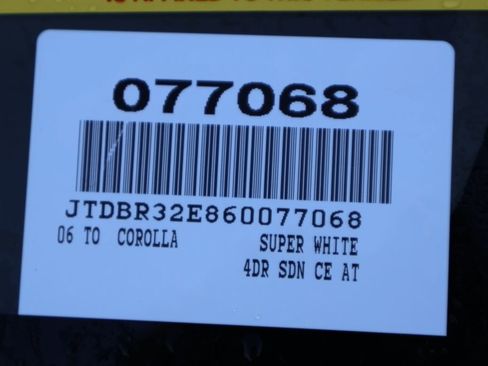 077068
JTDBR32E860077068
06 TO COROLLA SUPER WHITE
4DR SDN CE AT